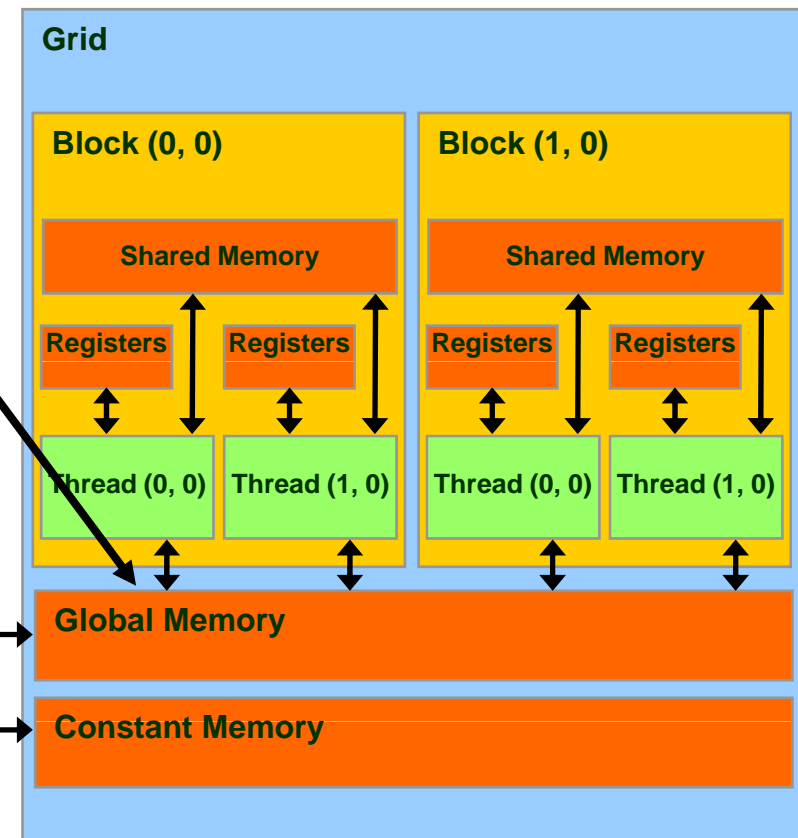 Grid
Block (0, 0)
Block (1, 0)
Shared Memory
Shared Memory
Registers
Registers
Registers
Registers
Thread (0, 0)
Thread (1, 0)
Thread (0, 0)
Thread (1, 0)
Global Memory
Constant Memory